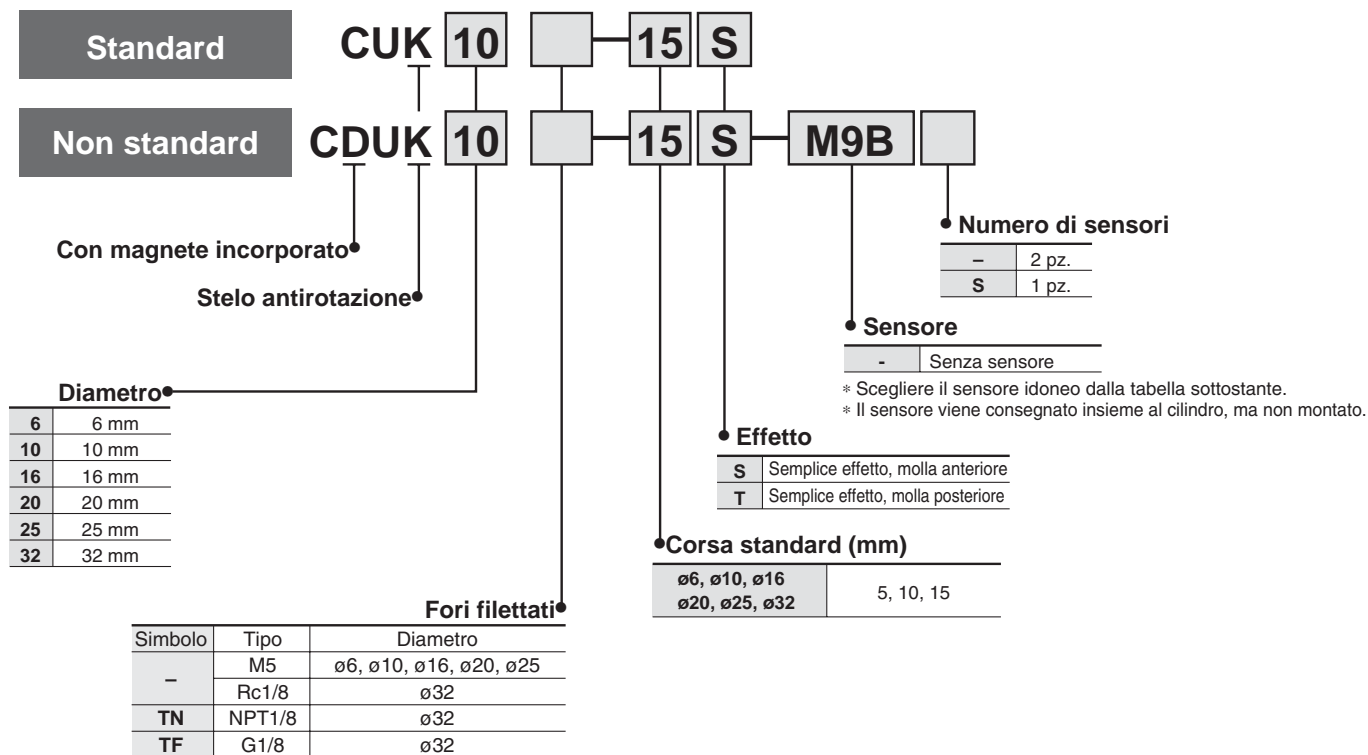 Standard
CUK 10 – 15 S
Non standard
CDUK 10 – 15 S – M9B
Con magnete incorporato
Stelo antirotazione
Numero di sensori
– 2 pz.
S 1 pz.
Sensore
- Senza sensore
* Scegliere il sensore idoneo dalla tabella sottostante.
* Il sensore viene consegnato insieme al cilindro, ma non montato.
Diametro
6 6 mm
10 10 mm
16 16 mm
20 20 mm
25 25 mm
32 32 mm
Effetto
S Semplice effetto, molla anteriore
T Semplice effetto, molla posteriore
Corsa standard (mm)
ø6, ø10, ø16
ø20, ø25, ø32
5, 10, 15
Fori filettati
Simbolo Tipo Diametro
– M5 ø6, ø10, ø16, ø20, ø25
Rc1/8 ø32
TN NPT1/8 ø32
TF G1/8 ø32